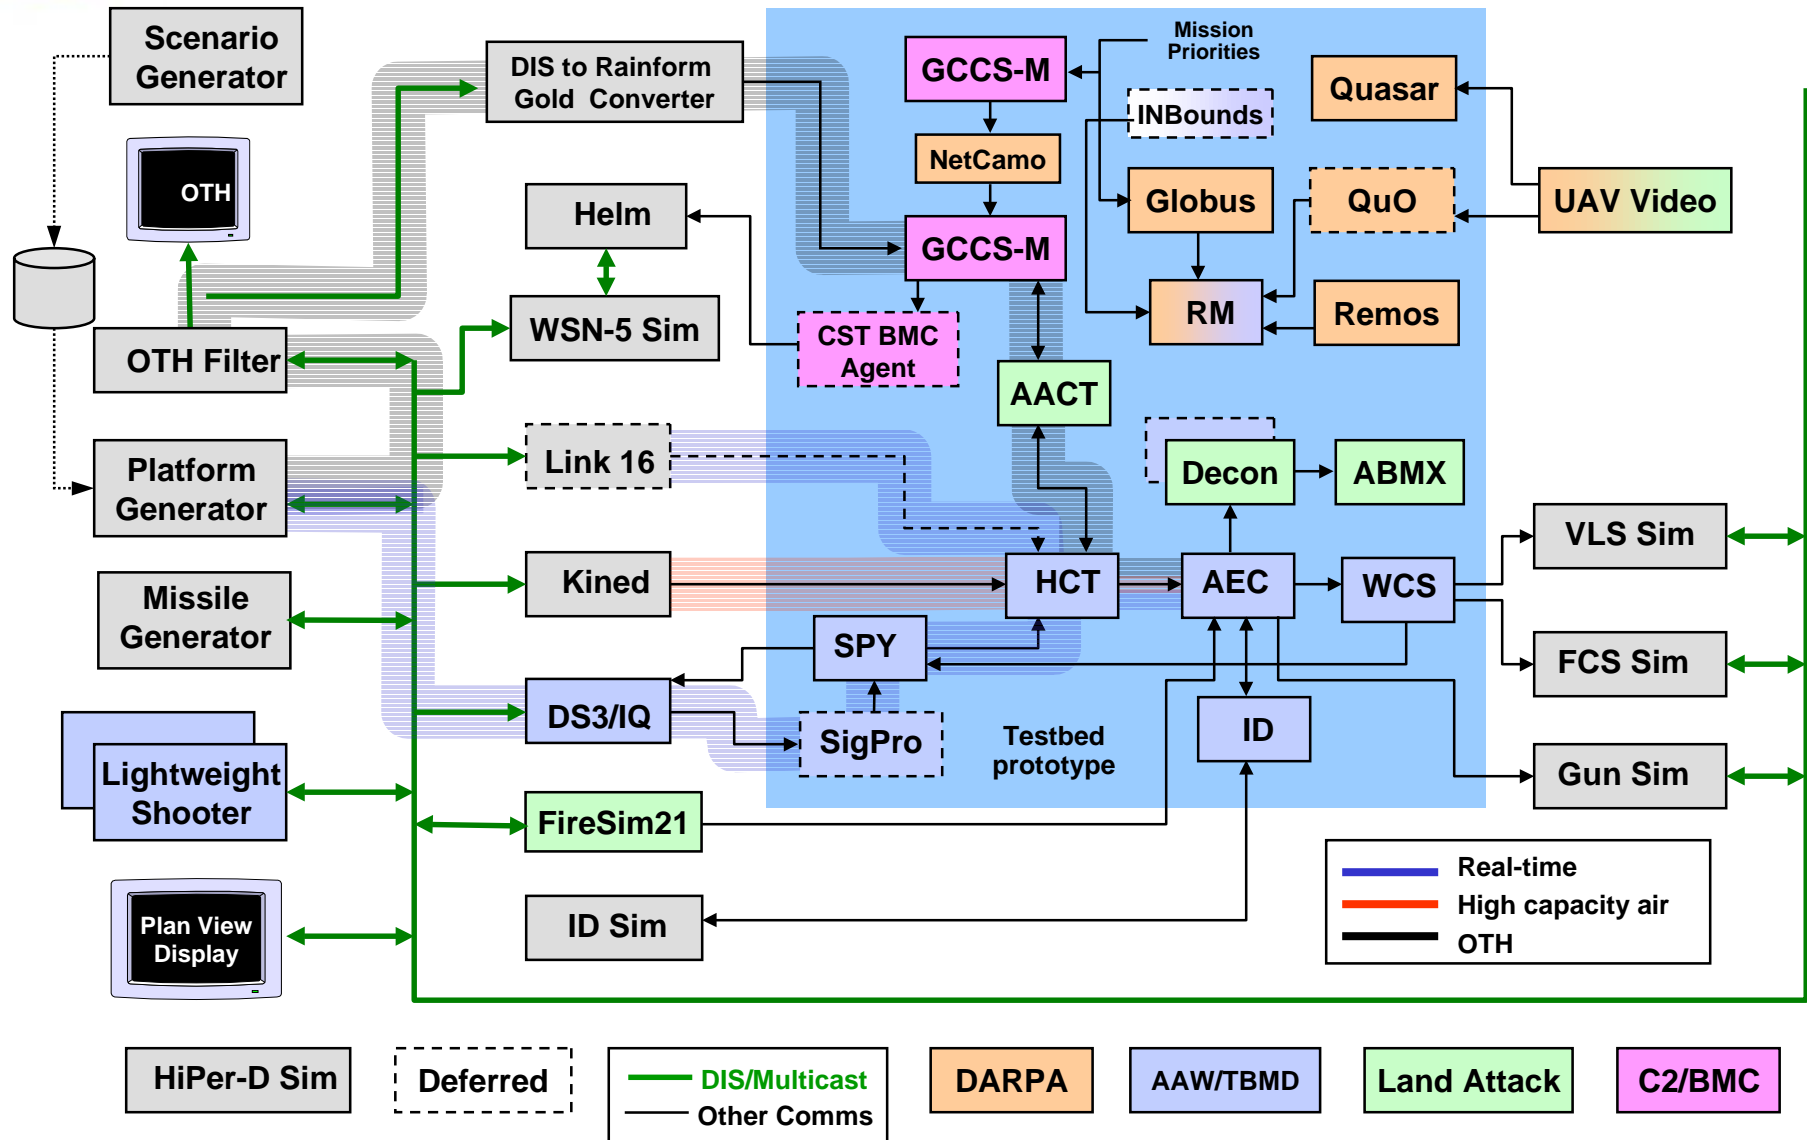 Scenario
Generator
DIS to Rainform
Gold Converter
GCCS-M
Mission
Priorities
INBounds
Quasar
OTH
NetCamo
Helm
Globus
QuO
UAV Video
GCCS-M
WSN-5 Sim
RM
Remos
OTH Filter
CST BMC
Agent
AACT
Platform
Generator
Link 16
Decon
ABMX
VLS Sim
Missile
Generator
Kined
HCT
AEC
WCS
SPY
FCS Sim
DS3/IQ
SigPro
ID
Testbed
prototype
Lightweight
Shooter
Gun Sim
FireSim21
Plan View
Display
ID Sim
Real-time
High capacity air
OTH
HiPer-D Sim
Deferred
DIS/Multicast
Other Comms
DARPA
AAW/TBMD
Land Attack
C2/BMC